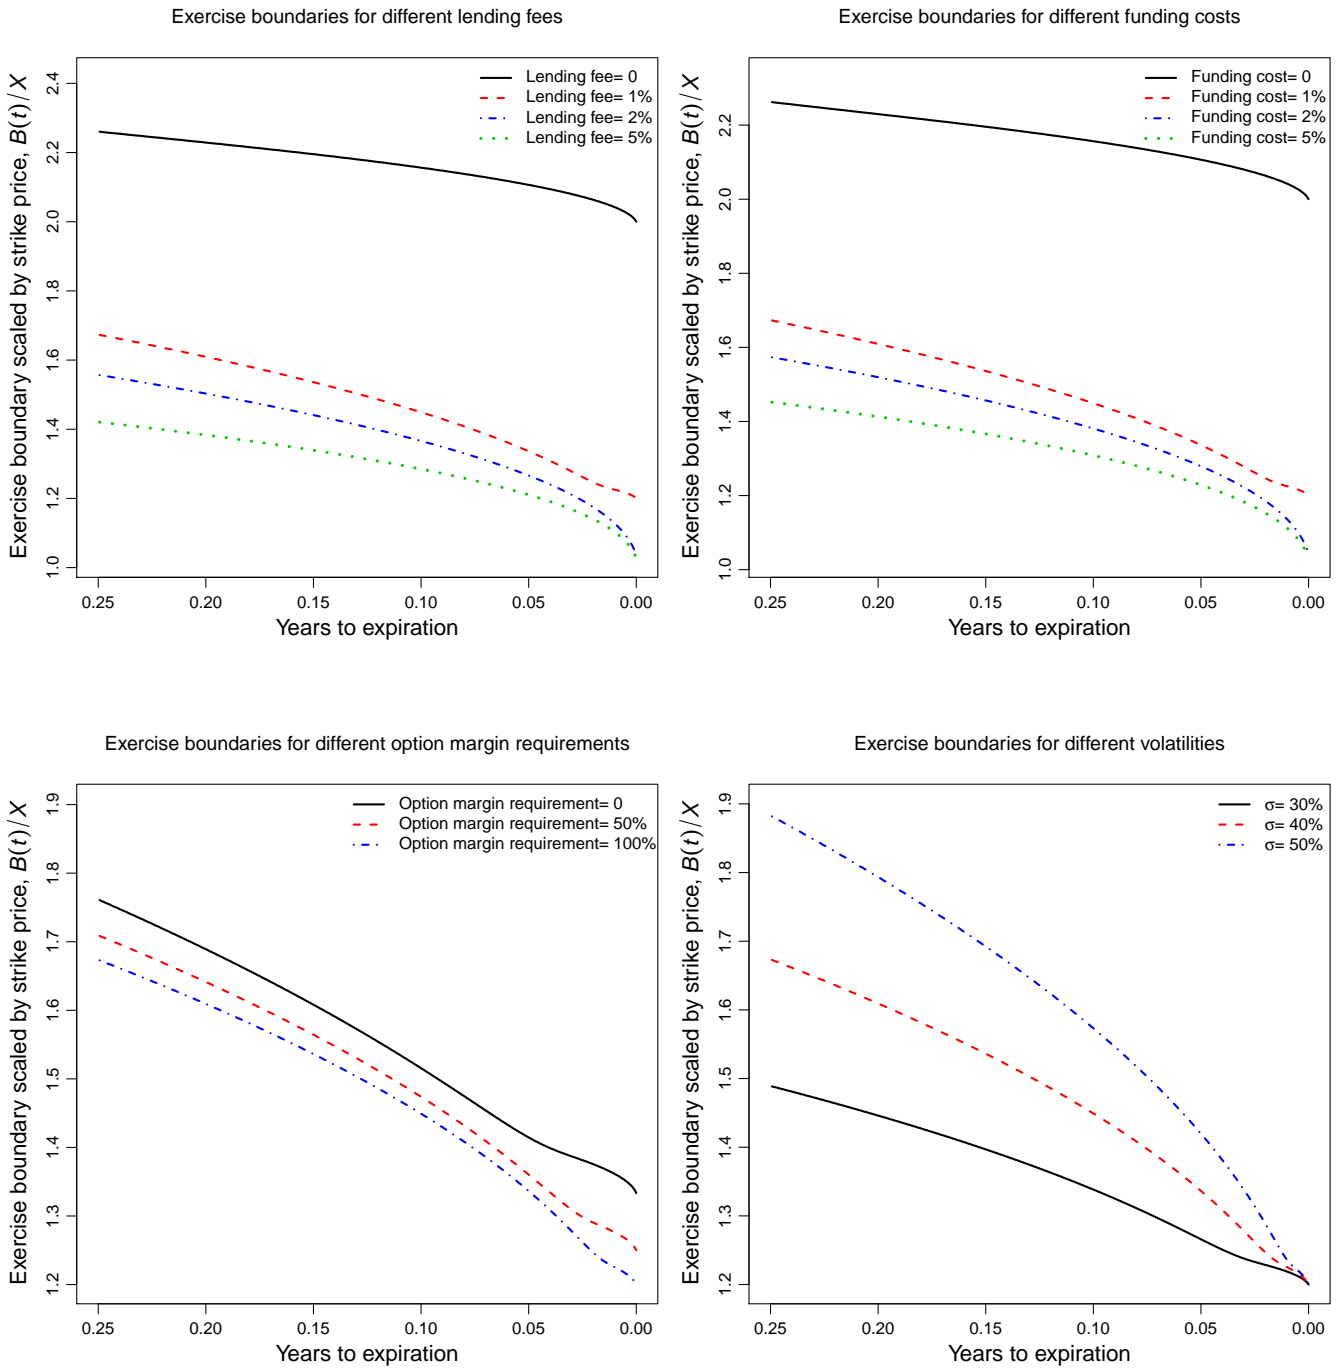 Exercise boundaries for different lending fees
Exercise boundary scaled by strike price, B(t)/X
2.4
2.2
2.0
1.8
1.6
1.4
1.2
1.0
Lending fee= 0
Lending fee= 1%
Lending fee= 2%
Lending fee= 5%
0.25 0.20 0.15 0.10 0.05 0.00
Years to expiration
Exercise boundaries for different funding costs
Exercise boundary scaled by strike price, B(t)/X
2.2
2.0
1.8
1.6
1.4
1.2
1.0
Funding cost= 0
Funding cost= 1%
Funding cost= 2%
Funding cost= 5%
0.25 0.20 0.15 0.10 0.05 0.00
Years to expiration
Exercise boundaries for different option margin requirements
Exercise boundary scaled by strike price, B(t)/X
1.9
1.8
1.7
1.6
1.5
1.4
1.3
1.2
Option margin requirement= 0
Option margin requirement= 50%
Option margin requirement= 100%
0.25 0.20 0.15 0.10 0.05 0.00
Years to expiration
Exercise boundaries for different volatilities
Exercise boundary scaled by strike price, B(t)/X
1.9
1.8
1.7
1.6
1.5
1.4
1.3
1.2
σ= 30%
σ= 40%
σ= 50%
0.25 0.20 0.15 0.10 0.05 0.00
Years to expiration